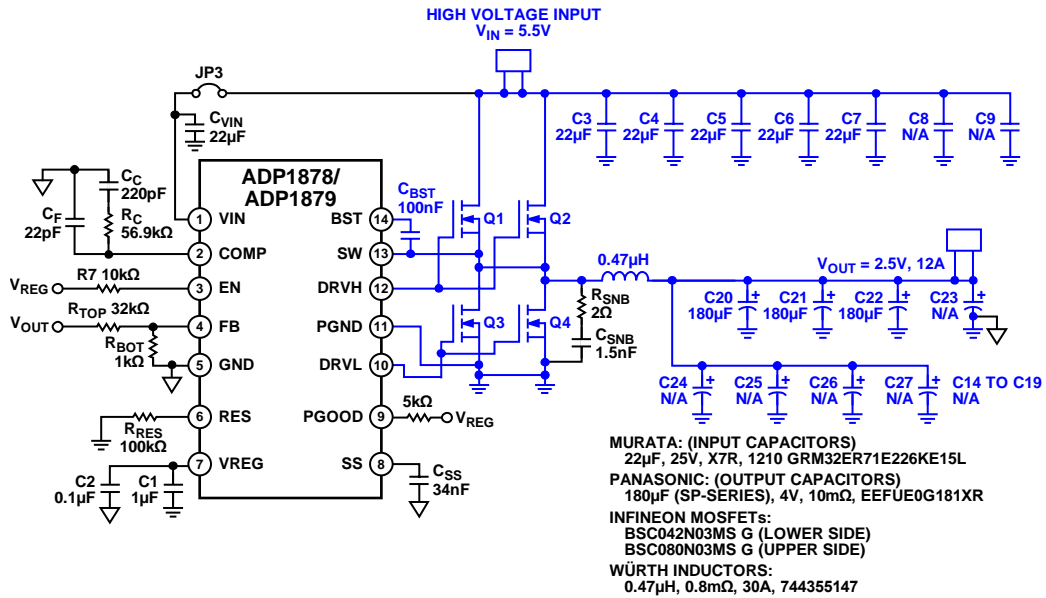 HIGH VOLTAGE INPUT
VIN = 5.5V
JP3
CVIN
22µF
C3
22µF
C4
22µF
C5
22µF
C6
22µF
C7
22µF
C8
N/A
C9
N/A
CC
220pF
CF
22pF
RC
56.9kΩ
ADP1878/
ADP1879
1
VIN
2
COMP
3
EN
4
FB
5
GND
6
RES
7
VREG
BST
14
SW
13
DRVH
12
PGND
11
DRVL
10
PGOOD
9
SS
8
CBST
100nF
Q1
Q2
Q3
Q4
0.47µH
RSNB
2Ω
CSNB
1.5nF
VOUT = 2.5V, 12A
C20
180µF
C21
180µF
C22
180µF
C23
N/A
C24
N/A
C25
N/A
C26
N/A
C27
N/A
C14 TO C19
N/A
+
+
+
+
+
+
+
+
VREG
R7 10kΩ
VOUT
RTOP 32kΩ
RBOT
1kΩ
RRES
100kΩ
C2
0.1µF
C1
1µF
5kΩ
VREG
CSS
34nF
MURATA: (INPUT CAPACITORS)
22µF, 25V, X7R, 1210 GRM32ER71E226KE15L
PANASONIC: (OUTPUT CAPACITORS)
180µF (SP-SERIES), 4V, 10mΩ, EEFUE0G181XR
INFINEON MOSFETs:
BSC042N03MS G (LOWER SIDE)
BSC080N03MS G (UPPER SIDE)
WÜRTH INDUCTORS:
0.47µH, 0.8mΩ, 30A, 744355147